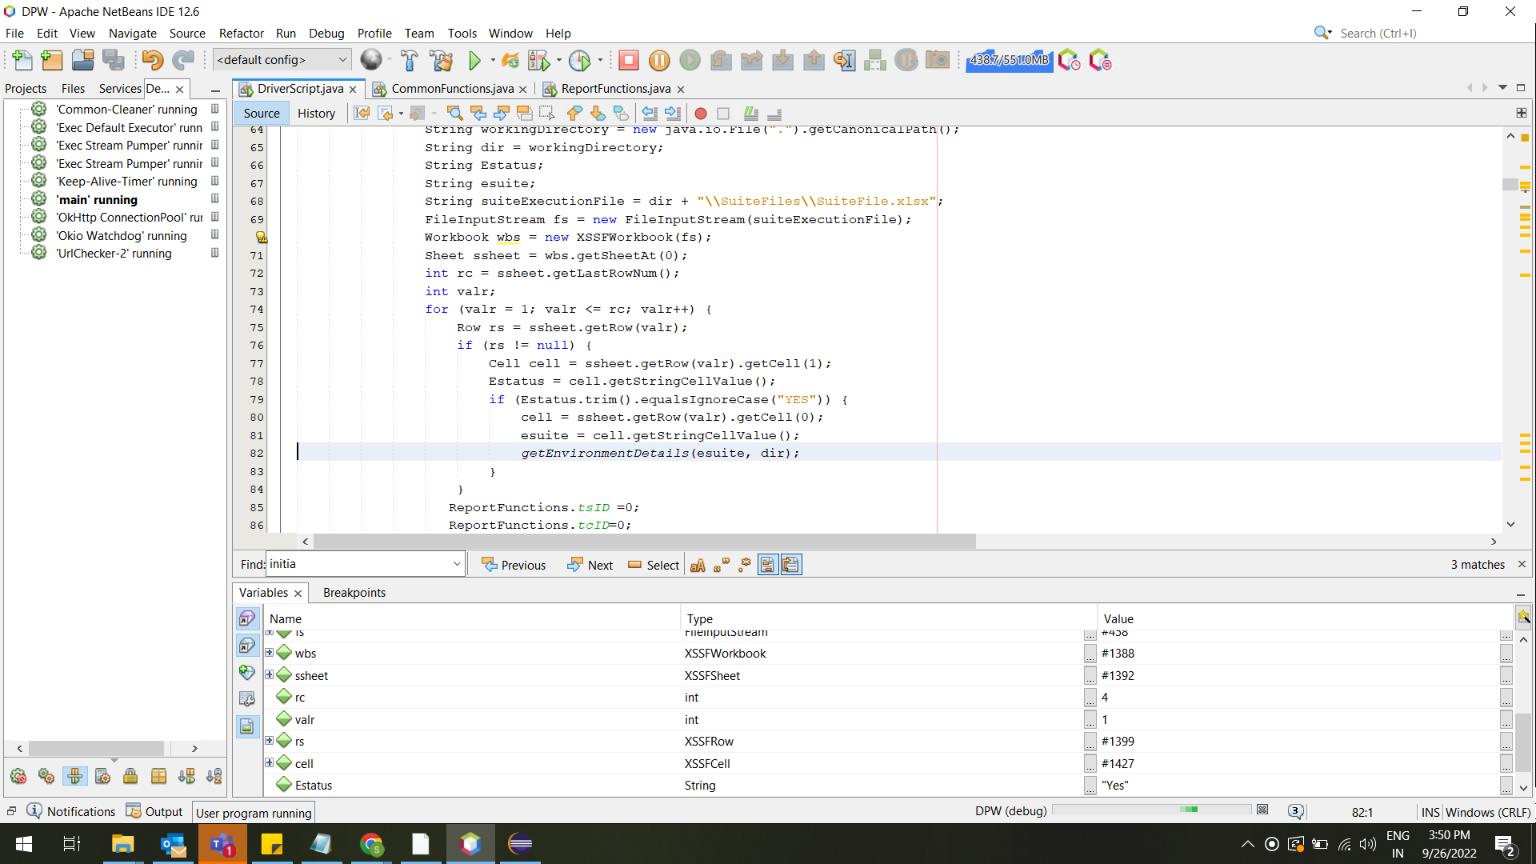 DPW - Apache NetBeans IDE 12.6
File Edit View Navigate Source Refactor Run Debug Profile Team Tools Window Help
Search (Ctrl+I)
<default config>
438.7/551.0MB
Projects Files Services De...
DriverScript.java CommonFunctions.java ReportFunctions.java
'Common-Cleaner' running
'Exec Default Executor' runn
'Exec Stream Pumper' runnir
'Exec Stream Pumper' runnir
'Keep-Alive-Timer' running
'main' running
'OkHttp ConnectionPool' rur
'Okio Watchdog' running
'UrlChecker-2' running
Source History
64 String workingDirectory = new java.io.File(".").getCanonicalPath();
65 String dir = workingDirectory;
66 String Estatus;
67 String esuite;
68 String suiteExecutionFile = dir + "\\SuiteFiles\\SuiteFile.xlsx";
69 FileInputStream fs = new FileInputStream(suiteExecutionFile);
Workbook wbs = new XSSFWorkbook(fs);
71 Sheet ssheet = wbs.getSheetAt(0);
72 int rc = ssheet.getLastRowNum();
73 int valr;
74 for (valr = 1; valr <= rc; valr++) {
75 Row rs = ssheet.getRow(valr);
76 if (rs != null) {
77 Cell cell = ssheet.getRow(valr).getCell(1);
78 Estatus = cell.getStringCellValue();
79 if (Estatus.trim().equalsIgnoreCase("YES")) {
80 cell = ssheet.getRow(valr).getCell(0);
81 esuite = cell.getStringCellValue();
82 getEnvironmentDetails(esuite, dir);
83 }
84 }
85 ReportFunctions.tsID =0;
86 ReportFunctions.tcID=0;
Find: initia Previous Next Select 3 matches
Variables Breakpoints
Name Type Value
fs FileInputStream #458
wbs XSSFWorkbook #1388
ssheet XSSFSheet #1392
rc int 4
valr int 1
rs XSSFRow #1399
cell XSSFCell #1427
Estatus String "Yes"
Notifications Output User program running DPW (debug) 3 82:1 INS Windows (CRLF)
1
ENG
IN
3:50 PM
9/26/2022
2